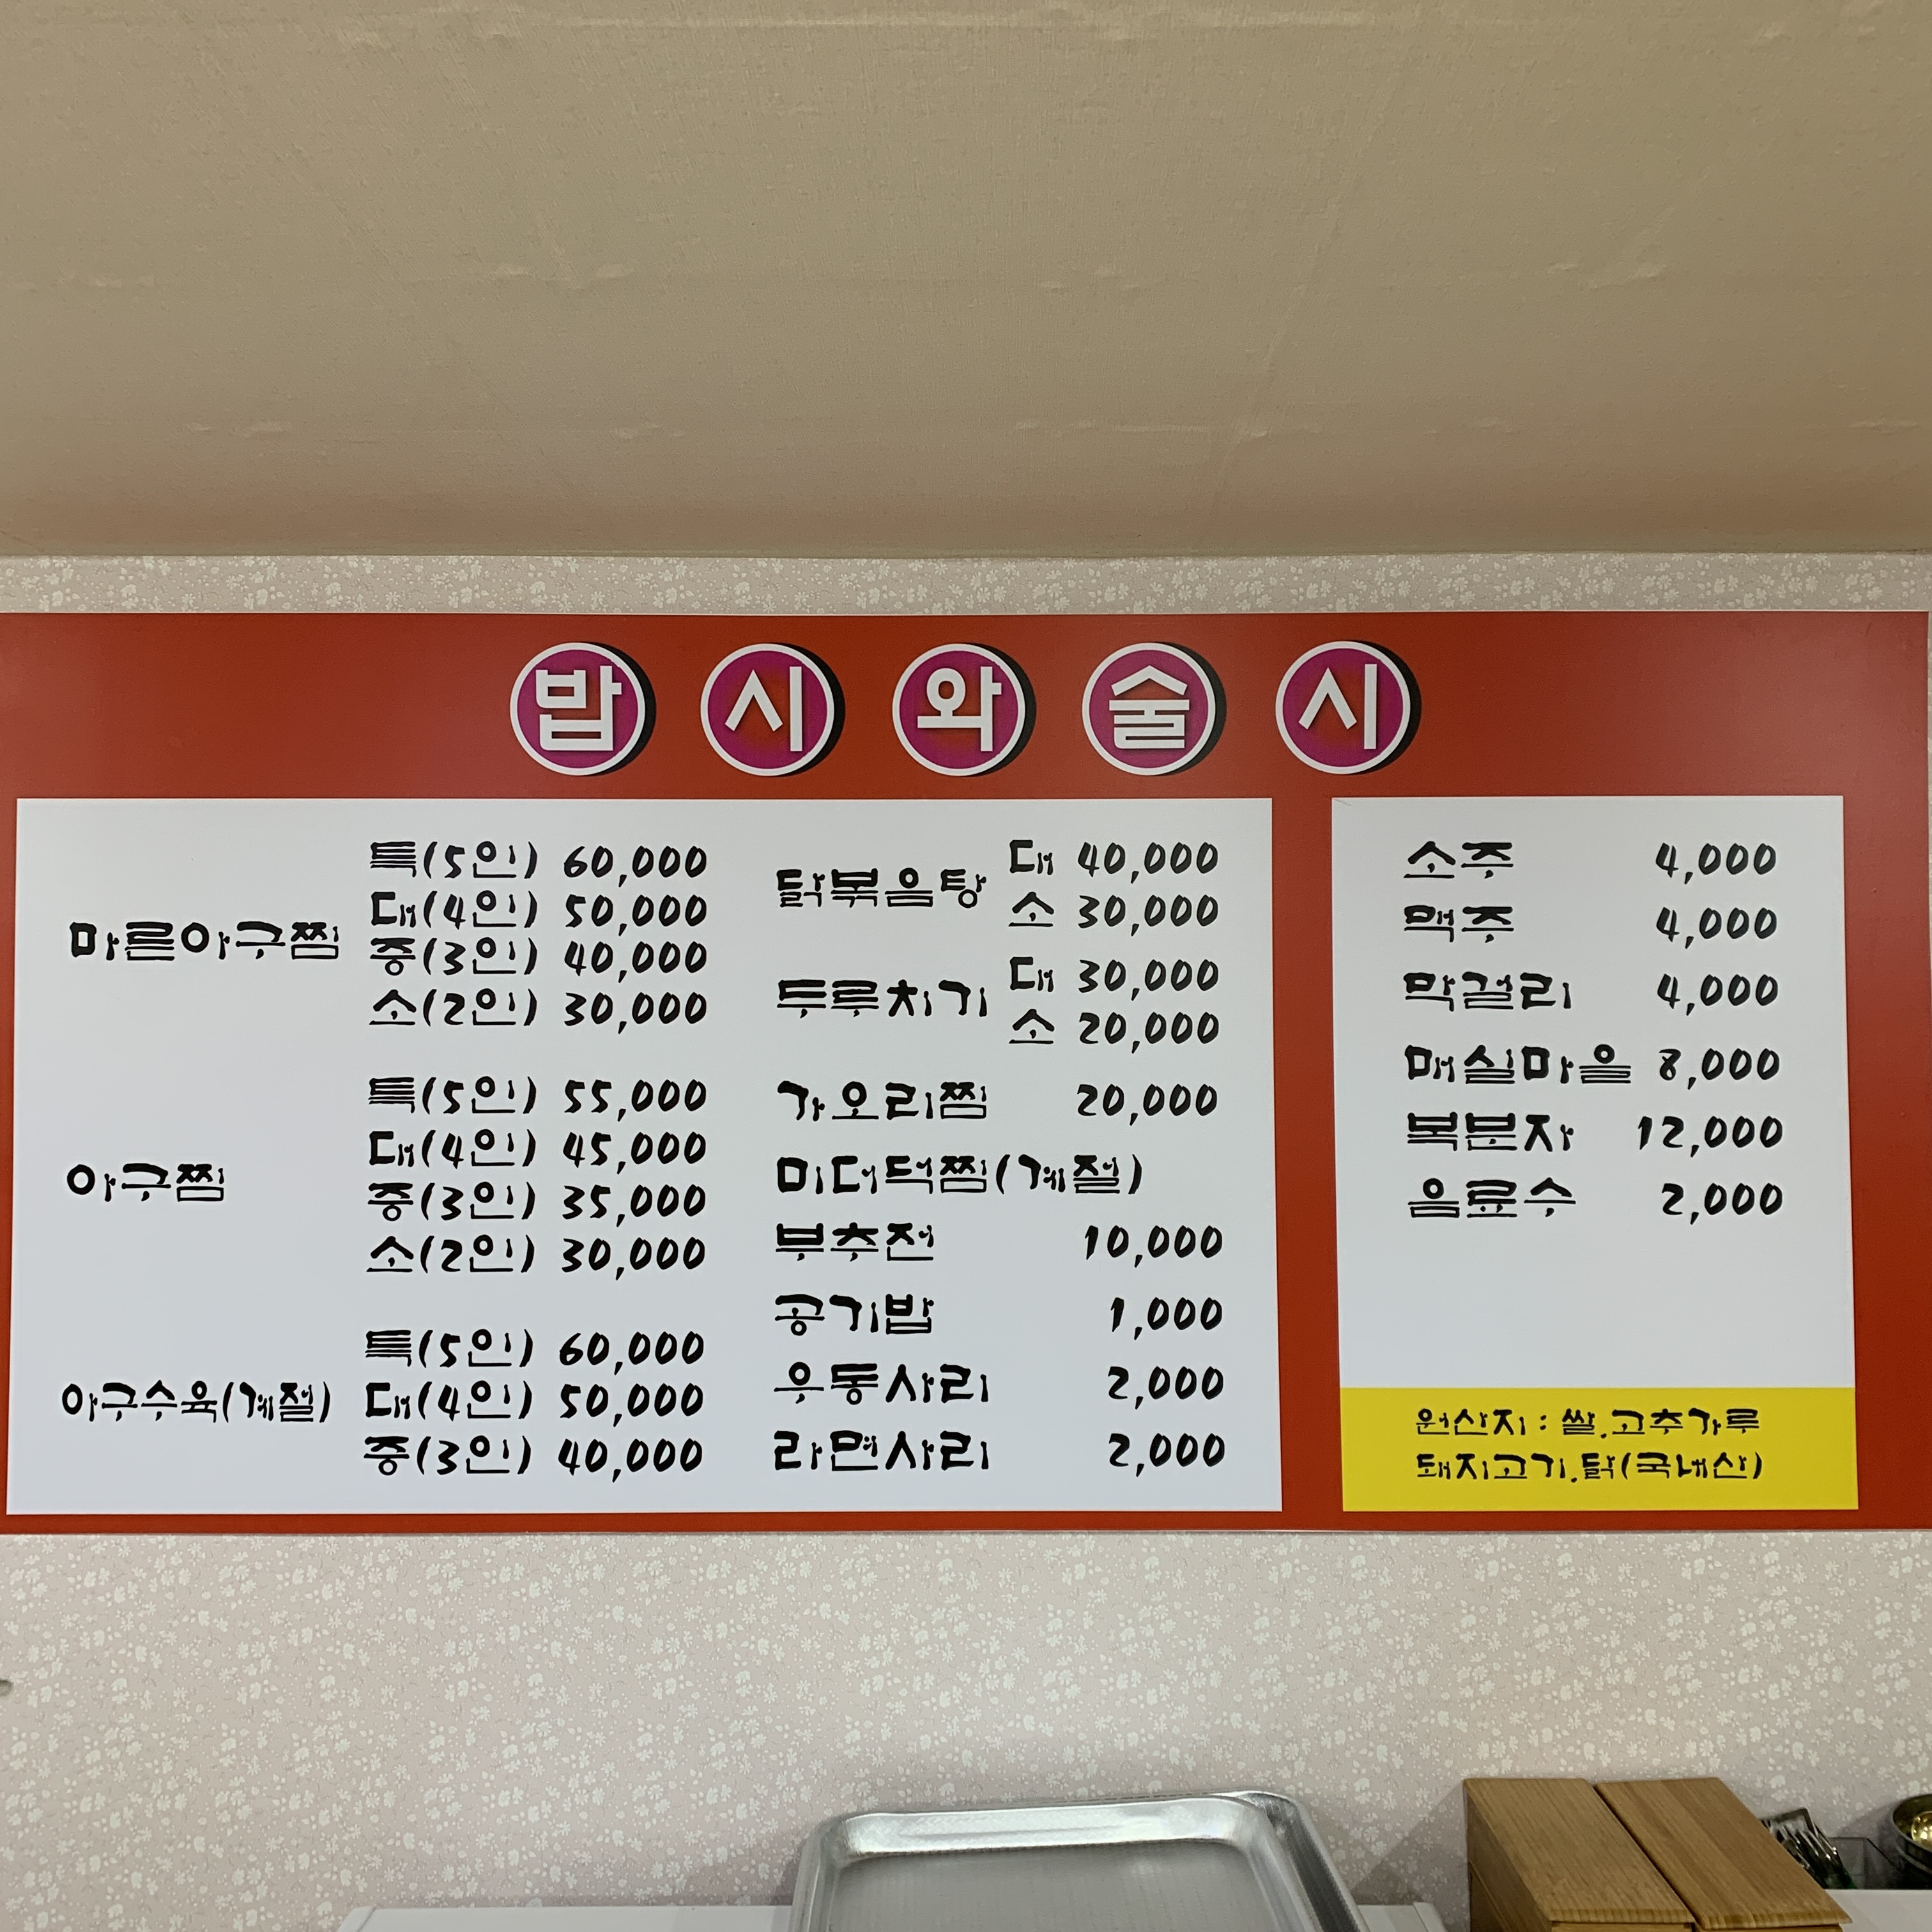 밥시와술시
마른아구찜
특(5인) 60,000
대(4인) 50,000
중(3인) 40,000
소(2인) 30,000
아구찜
특(5인) 55,000
대(4인) 45,000
중(3인) 35,000
소(2인) 30,000
아구수육(계절)
특(5인) 60,000
대(4인) 50,000
중(3인) 40,000
닭볶음탕
대 40,000
소 30,000
두루치기
대 30,000
소 20,000
가오리찜 20,000
미더덕찜(계절)
부추전 10,000
공기밥 1,000
우동사리 2,000
라면사리 2,000
소주 4,000
맥주 4,000
막걸리 4,000
매실마을 8,000
복분자 12,000
음료수 2,000
원산지 : 쌀.고추가루
돼지고기.닭(국내산)